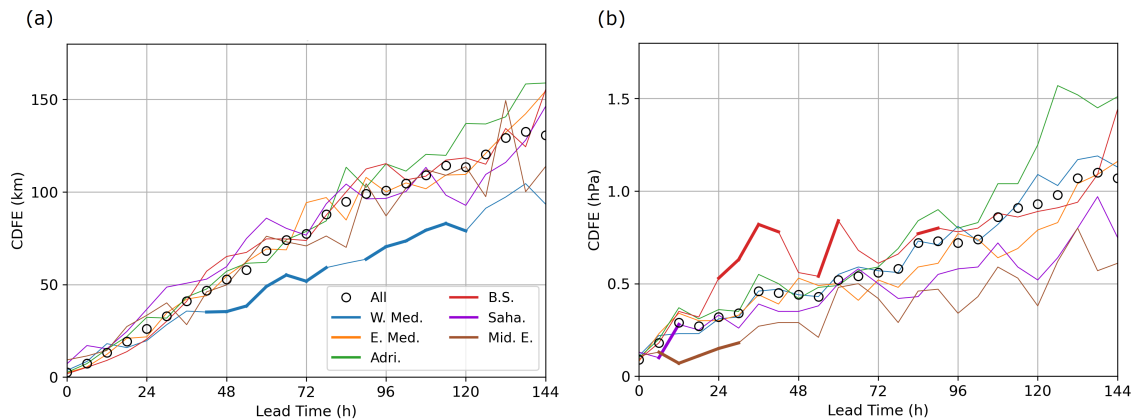 (a)
150
100
50
0
CDFE (km)
0 24 48 72 96 120 144
Lead Time (h)
All
W. Med.
E. Med.
Adri.
B.S.
Saha.
Mid. E.
(b)
1.5
1.0
0.5
0
CDFE (hPa)
0 24 48 72 96 120 144
Lead Time (h)